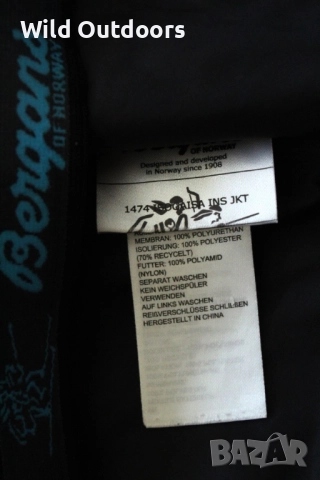 Wild Outdoors
Bergans
OF NORWAY
OF NORWAY
Designed and developed
in Norway since 1908
1474 INS JKT
MEMBRAN: 100% POLYURETHAN
ISOLIERUNG: 100% POLYESTER
(70% RECYCELT)
FUTTER: 100% POLYAMID
(NYLON)
SEPARAT WASCHEN
KEIN WEICHSPÜLER
VERWENDEN
AUF LINKS WASCHEN
REIßVERSCHLÜSSE SCHLIEßEN
HERGESTELLT IN CHINA
BAZAR